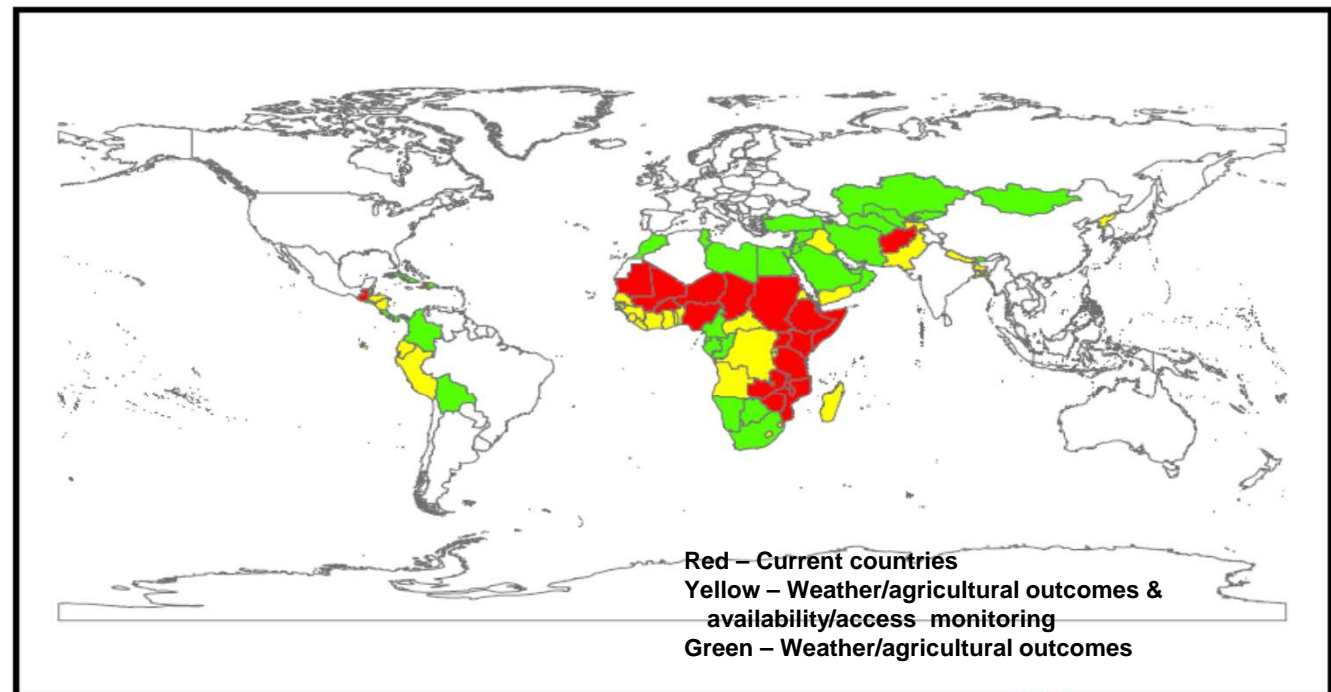 Red – Current countries
Yellow – Weather/agricultural outcomes &
availability/access monitoring
Green – Weather/agricultural outcomes